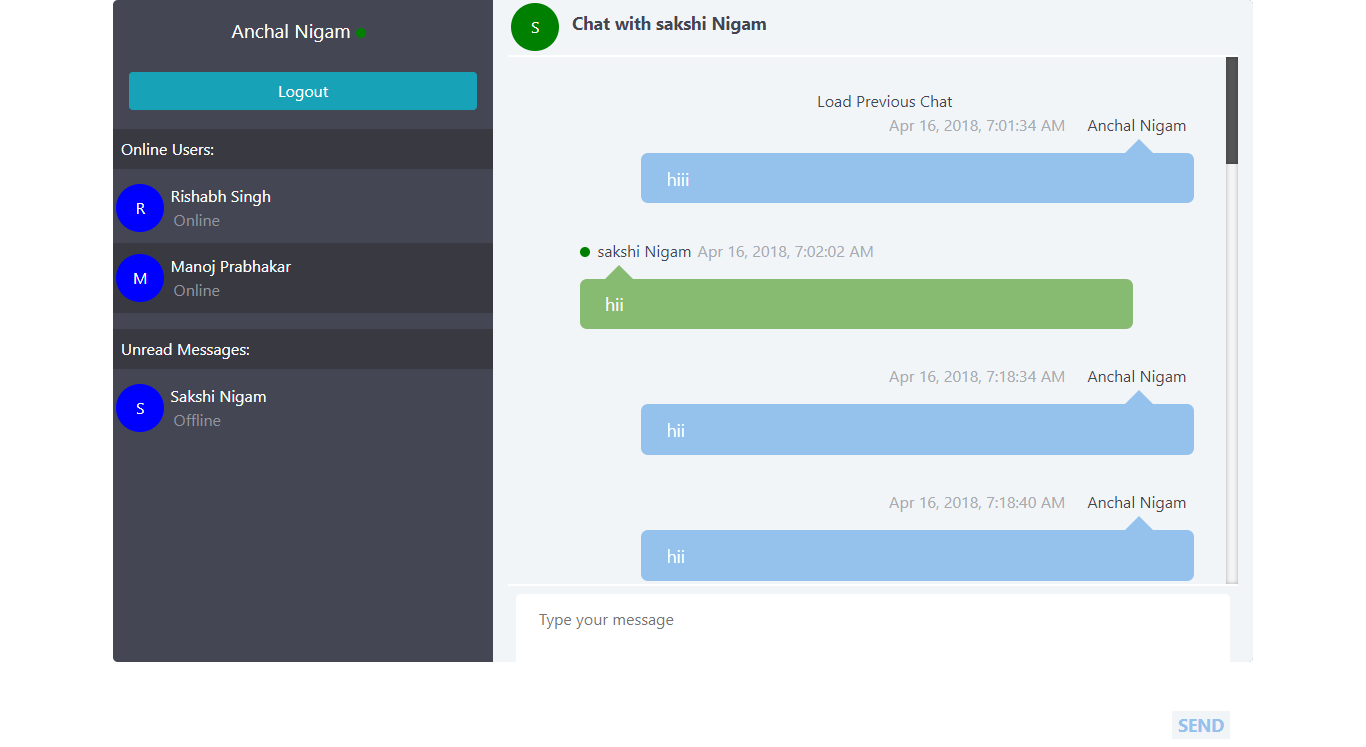 Anchal Nigam
Logout
Online Users:
R
Rishabh Singh
Online
M
Manoj Prabhakar
Online
Unread Messages:
S
Sakshi Nigam
Offline
S
Chat with sakshi Nigam
Load Previous Chat
Apr 16, 2018, 7:01:34 AM Anchal Nigam
hiii
sakshi Nigam Apr 16, 2018, 7:02:02 AM
hii
Apr 16, 2018, 7:18:34 AM Anchal Nigam
hii
Apr 16, 2018, 7:18:40 AM Anchal Nigam
hii
Type your message
SEND